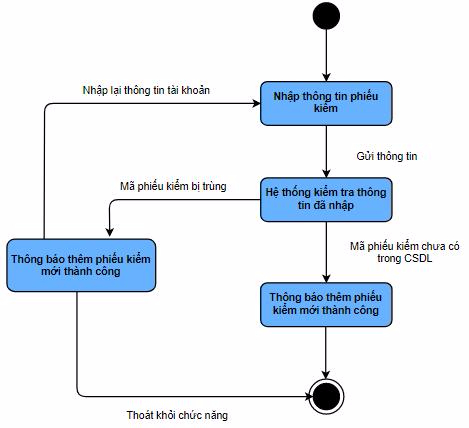 Nhập thông tin phiếu
kiểm
Nhập lại thông tin tài khoản
Gửi thông tin
Mã phiếu kiểm bị trùng
Hệ thống kiểm tra thông
tin đã nhập
Thông báo thêm phiếu kiểm
mới thành công
Mã phiếu kiểm chưa có
trong CSDL
Thông báo thêm phiếu
kiểm mới thành công
Thoát khỏi chức năng